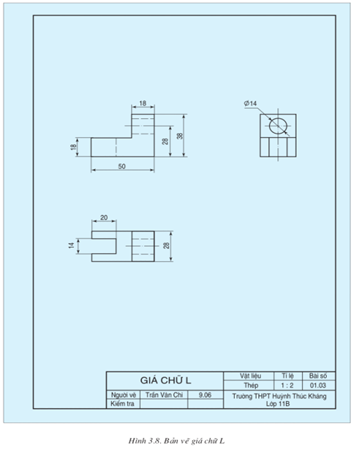 18
Ø14
18
28
38
50
20
14
28
GIÁ CHỮ L
Vật liệu Tỉ lệ Bài số
Thép 1 : 2 01.03
Người vẽ Trần Văn Chi 9.06
Kiểm tra
Trường THPT Huỳnh Thúc Kháng
Lớp 11B
Hình 3.8. Bản vẽ giá chữ L